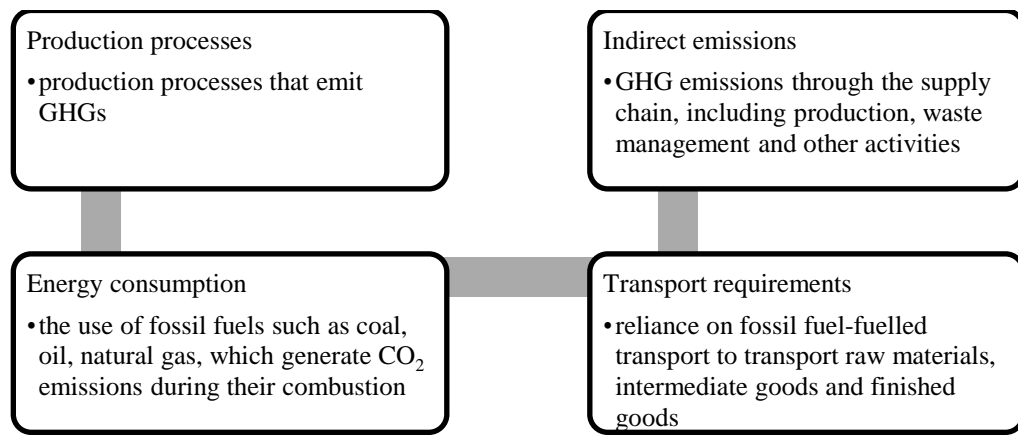 Production processes
•production processes that emit
GHGs
Energy consumption
•the use of fossil fuels such as coal,
oil, natural gas, which generate CO₂
emissions during their combustion
Transport requirements
•reliance on fossil fuel-fuelled
transport to transport raw materials,
intermediate goods and finished
goods
Indirect emissions
•GHG emissions through the supply
chain, including production, waste
management and other activities